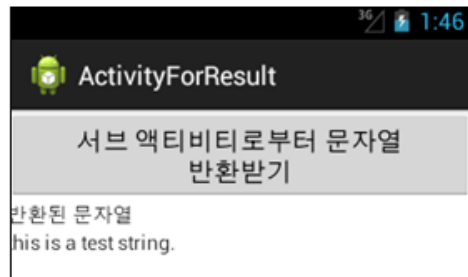 3G 1:46
ActivityForResult
서브 액티비티로부터 문자열
반환받기
반환된 문자열
his is a test string.